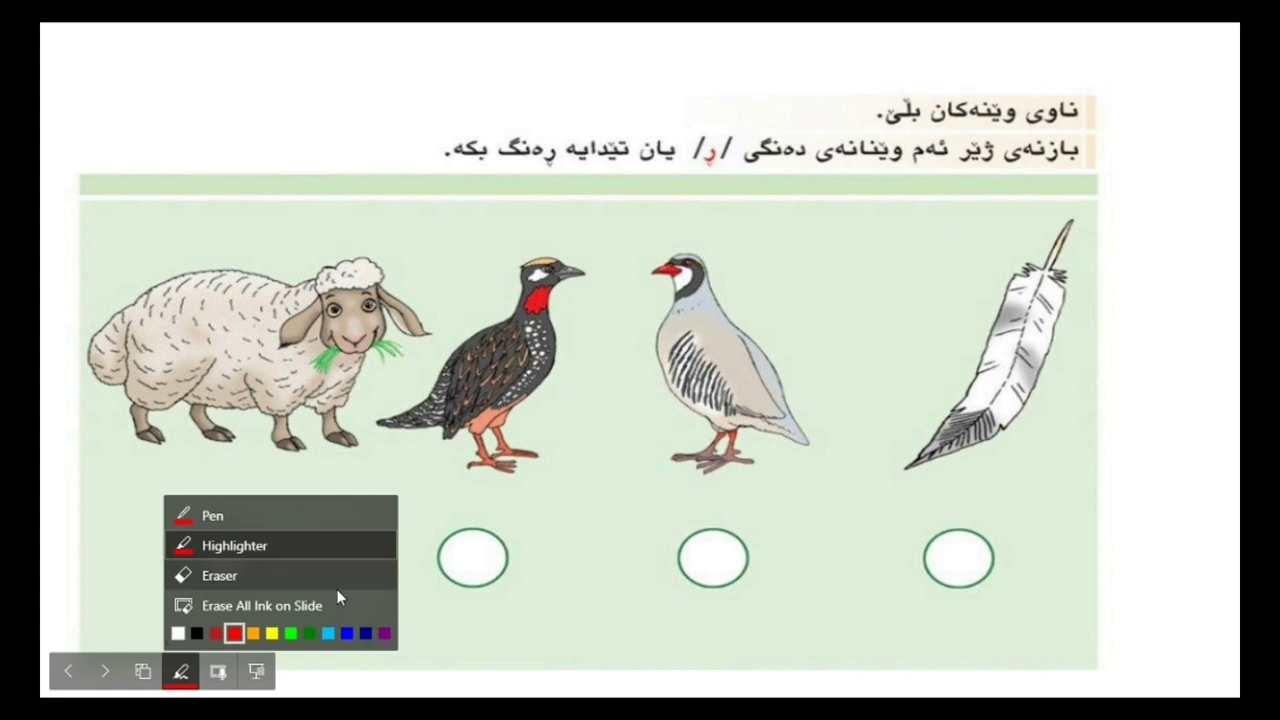 ناوی وێنەکان بڵێ.
بازنەی ژێر ئەم وێنانەی دەنگی /ڕ/ یان تێدایە ڕەنگ بکە.
Pen
Highlighter
Eraser
Erase All Ink on Slide